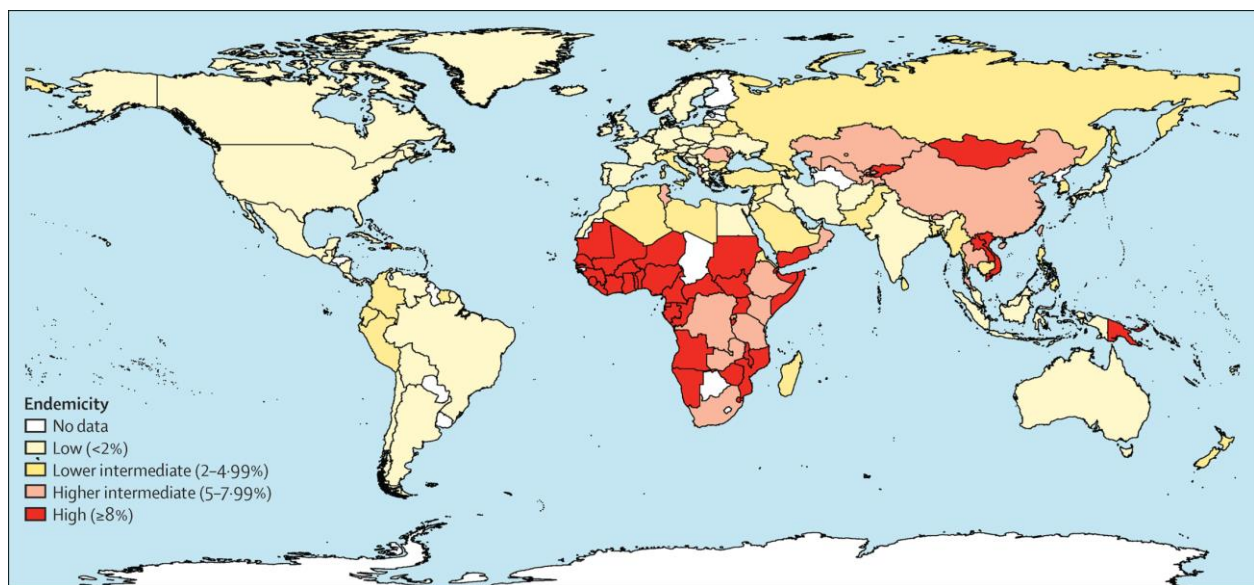 Endemicity
No data
Low (<2%)
Lower intermediate (2–4·99%)
Higher intermediate (5–7·99%)
High (≥8%)